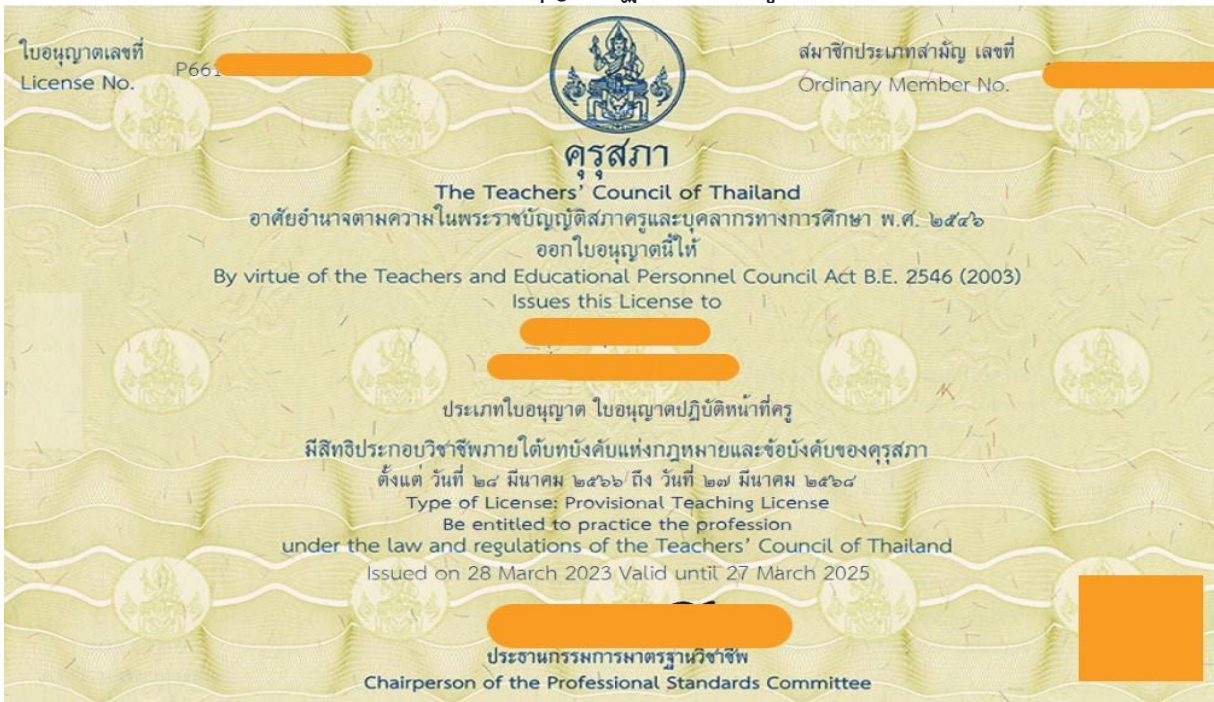 ใบอนุญาตเลขที่
License No.
P661
สมาชิกประเภทสามัญ เลขที่
Ordinary Member No.
คุรุสภา
The Teachers' Council of Thailand
อาศัยอำนาจตามความในพระราชบัญญัติสภาครูและบุคลากรทางการศึกษา พ.ศ. ๒๕๔๖
ออกใบอนุญาตนี้ให้
By virtue of the Teachers and Educational Personnel Council Act B.E. 2546 (2003)
Issues this License to
ประเภทใบอนุญาต ใบอนุญาตปฏิบัติหน้าที่ครู
มีสิทธิประกอบวิชาชีพภายใต้บทบังคับแห่งกฎหมายและข้อบังคับของคุรุสภา
ตั้งแต่ วันที่ ๒๘ มีนาคม ๒๕๖๖ ถึง วันที่ ๒๗ มีนาคม ๒๕๖๘
Type of License: Provisional Teaching License
Be entitled to practice the profession
under the law and regulations of the Teachers' Council of Thailand
Issued on 28 March 2023 Valid until 27 March 2025
ประธานกรรมการมาตรฐานวิชาชีพ
Chairperson of the Professional Standards Committee